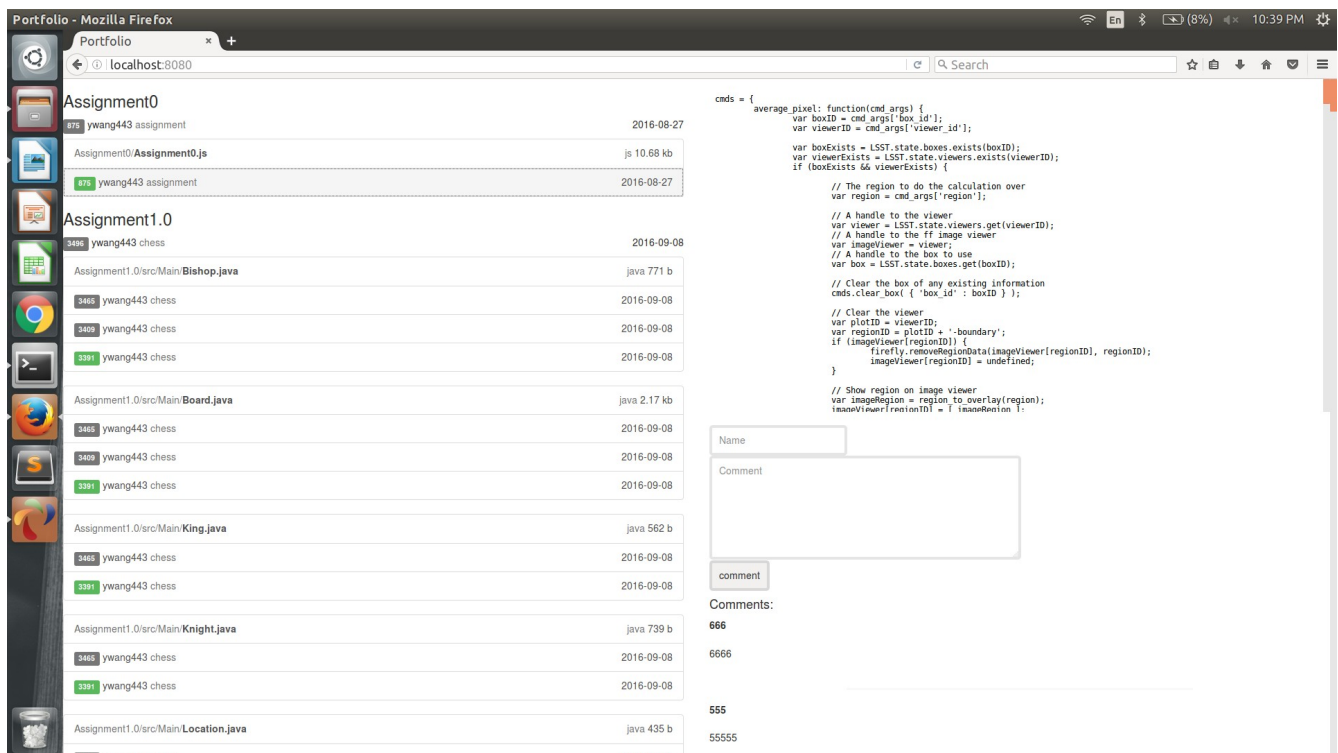 Portfolio - Mozilla Firefox
En (8%) 10:39 PM
Portfolio × +
localhost:8080
Search
Assignment0
875 ywang443 assignment 2016-08-27
Assignment0/Assignment0.js js 10.68 kb
875 ywang443 assignment 2016-08-27
Assignment1.0
3496 ywang443 chess 2016-09-08
Assignment1.0/src/Main/Bishop.java java 771 b
3465 ywang443 chess 2016-09-08
3409 ywang443 chess 2016-09-08
3391 ywang443 chess 2016-09-08
Assignment1.0/src/Main/Board.java java 2.17 kb
3465 ywang443 chess 2016-09-08
3409 ywang443 chess 2016-09-08
3391 ywang443 chess 2016-09-08
Assignment1.0/src/Main/King.java java 562 b
3465 ywang443 chess 2016-09-08
3391 ywang443 chess 2016-09-08
Assignment1.0/src/Main/Knight.java java 739 b
3465 ywang443 chess 2016-09-08
3391 ywang443 chess 2016-09-08
Assignment1.0/src/Main/Location.java java 435 b
cmds = {
average_pixel: function(cmd_args) {
var boxID = cmd_args['box_id'];
var viewerID = cmd_args['viewer_id'];
var boxExists = LSST.state.boxes.exists(boxID);
var viewerExists = LSST.state.viewers.exists(viewerID);
if (boxExists && viewerExists) {
// The region to do the calculation over
var region = cmd_args['region'];
// A handle to the viewer
var viewer = LSST.state.viewers.get(viewerID);
// A handle to the ff image viewer
var imageViewer = viewer;
// A handle to the box to use
var box = LSST.state.boxes.get(boxID);
// Clear the box of any existing information
cmds.clear_box( { 'box_id' : boxID } );
// Clear the viewer
var plotID = viewerID;
var regionID = plotID + '-boundary';
if (imageViewer[regionID]) {
firefly.removeRegionData(imageViewer[regionID], regionID);
imageViewer[regionID] = undefined;
}
// Show region on image viewer
var imageRegion = region_to_overlay(region);
imageViewer[regionID] = [ imageRegion ];
Name
Comment
comment
Comments:
666
6666
555
55555